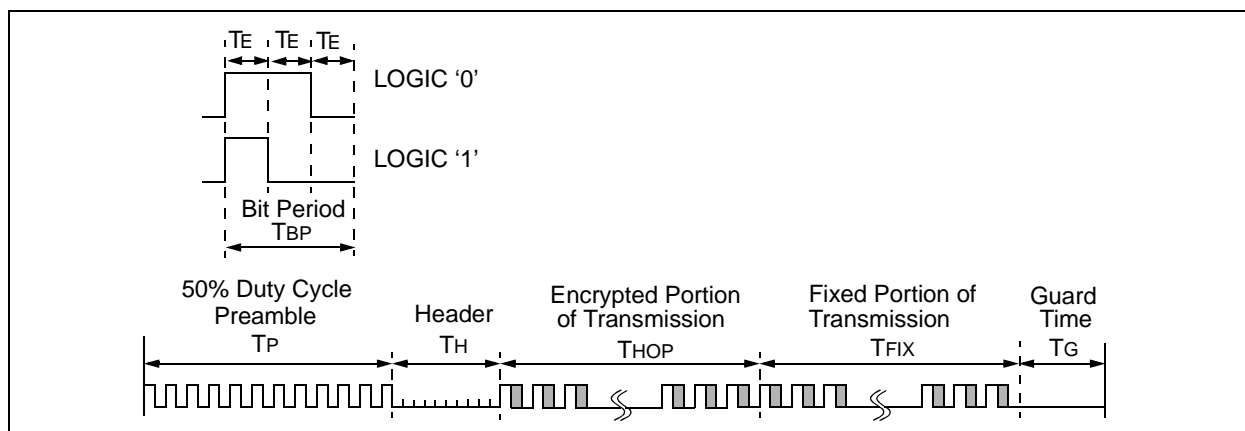 TE TE TE
LOGIC ‘0’
LOGIC ‘1’
Bit Period
TBP
50% Duty Cycle
Preamble
TP
Header
TH
Encrypted Portion
of Transmission
THOP
Fixed Portion of
Transmission
TFIX
Guard
Time
TG